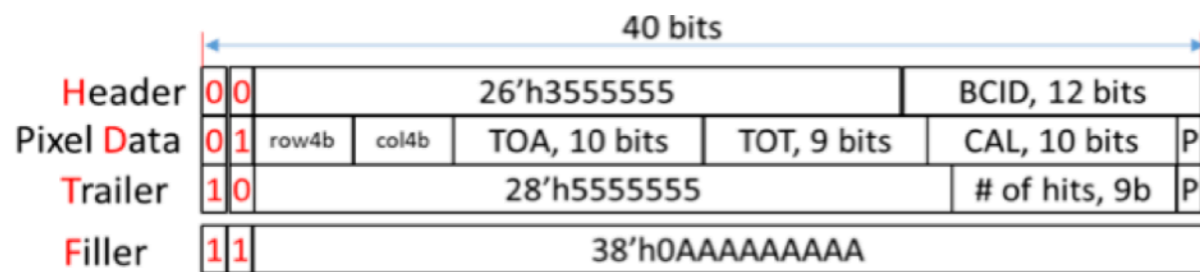 40 bits
Header 0 0 26'h3555555 BCID, 12 bits
Pixel Data 0 1 row4b col4b TOA, 10 bits TOT, 9 bits CAL, 10 bits P
Trailer 1 0 28'h5555555 # of hits, 9b P
Filler 1 1 38'h0AAAAAAAAA